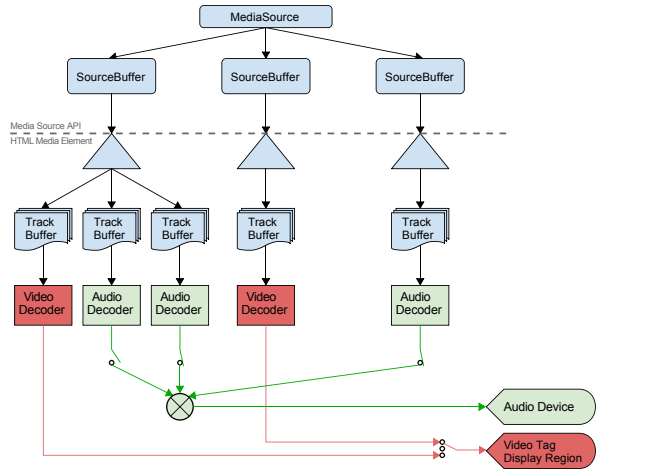 MediaSource
SourceBuffer
SourceBuffer
SourceBuffer
Media Source API
HTML Media Element
Track
Buffer
Track
Buffer
Track
Buffer
Track
Buffer
Track
Buffer
Video
Decoder
Audio
Decoder
Audio
Decoder
Video
Decoder
Audio
Decoder
Audio Device
Video Tag
Display Region